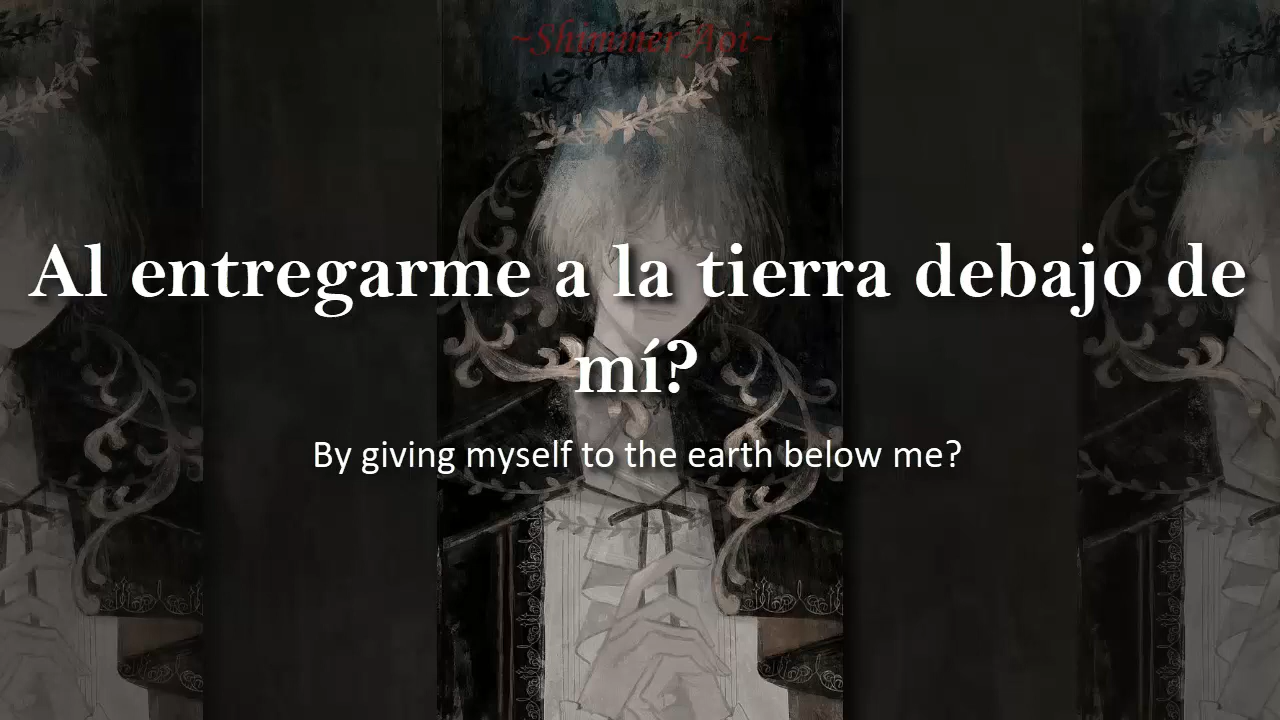 ~Shimmer Aoi~
Al entregarme a la tierra debajo de
mí?
By giving myself to the earth below me?